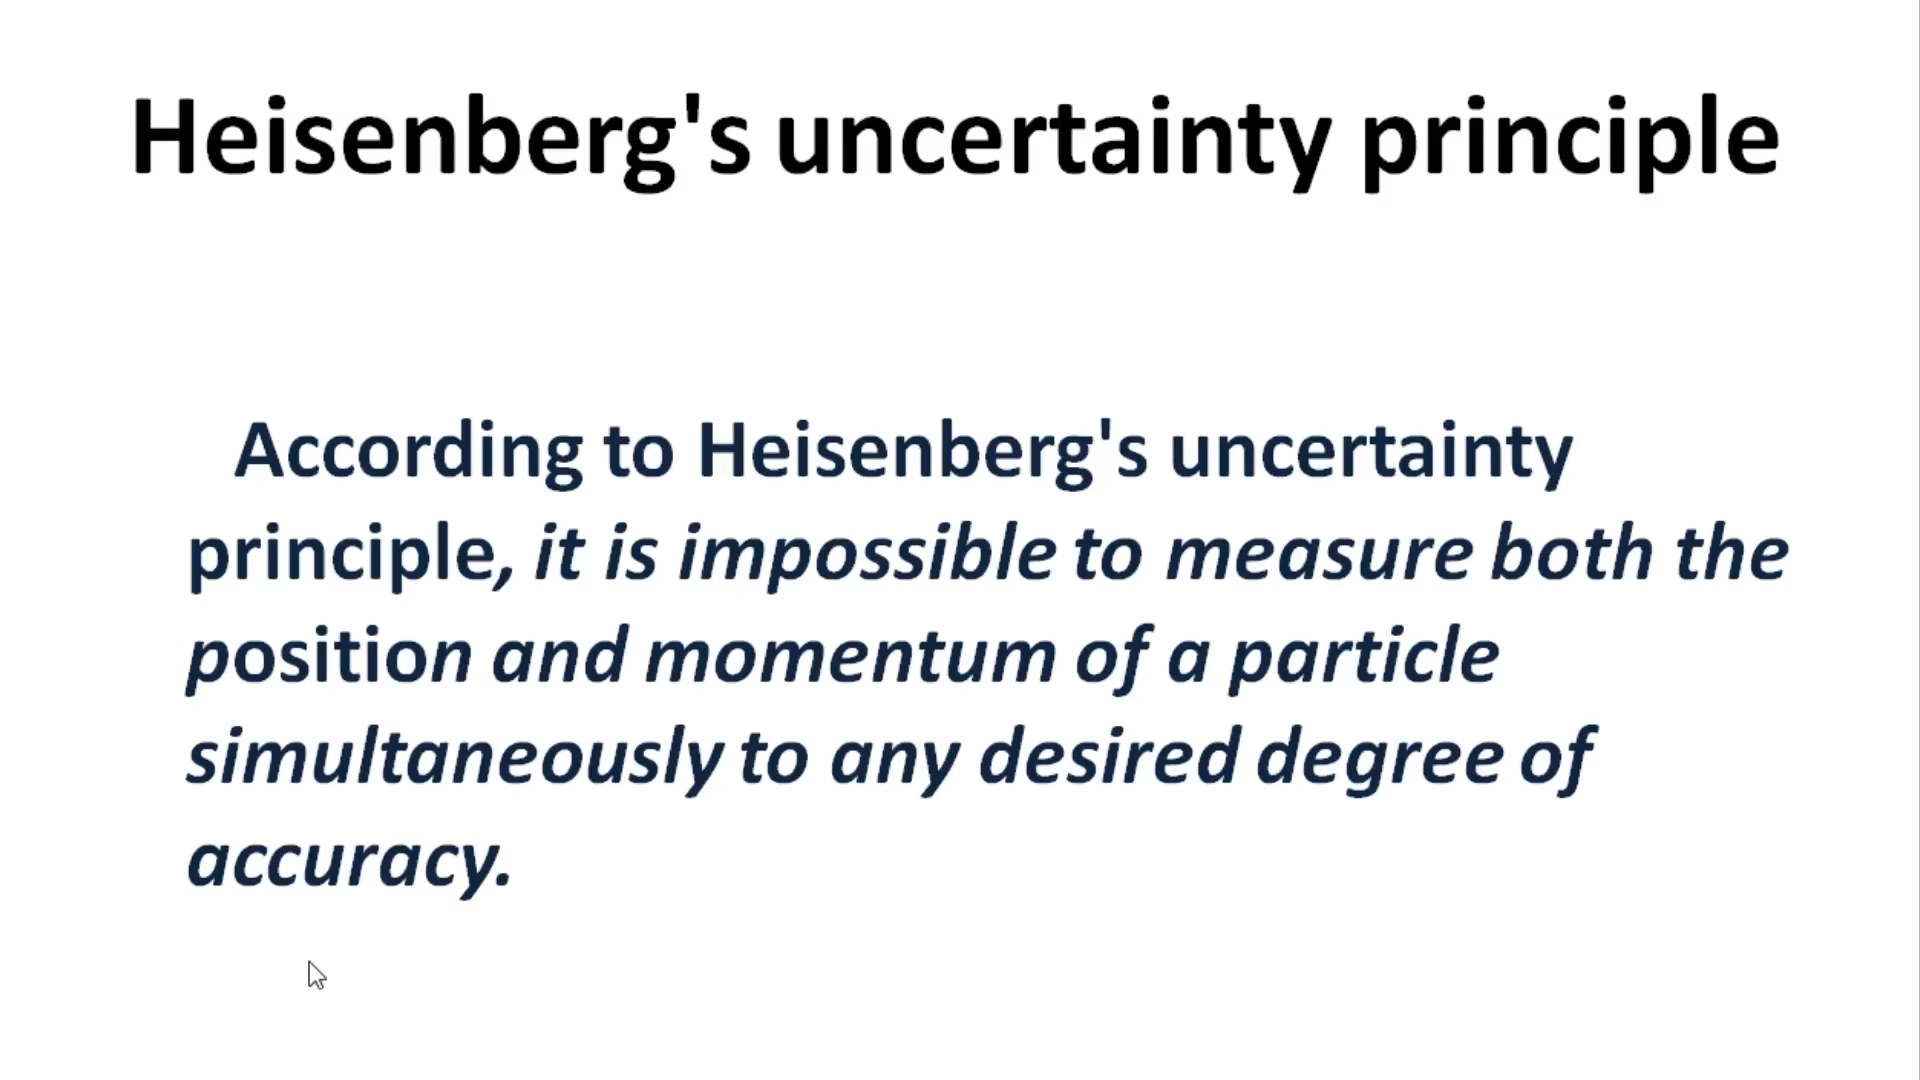 Heisenberg's uncertainty principle
According to Heisenberg's uncertainty
principle, it is impossible to measure both the
position and momentum of a particle
simultaneously to any desired degree of
accuracy.